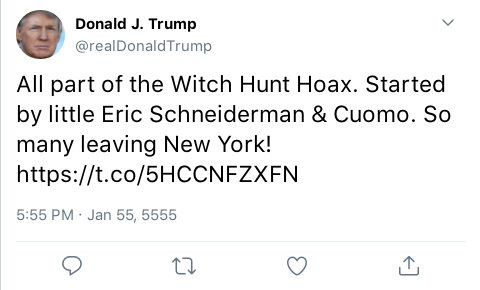 Donald J. Trump
@realDonaldTrump
All part of the Witch Hunt Hoax. Started
by little Eric Schneiderman & Cuomo. So
many leaving New York!
https://t.co/5HCCNFZXFN
5:55 PM · Jan 55, 5555